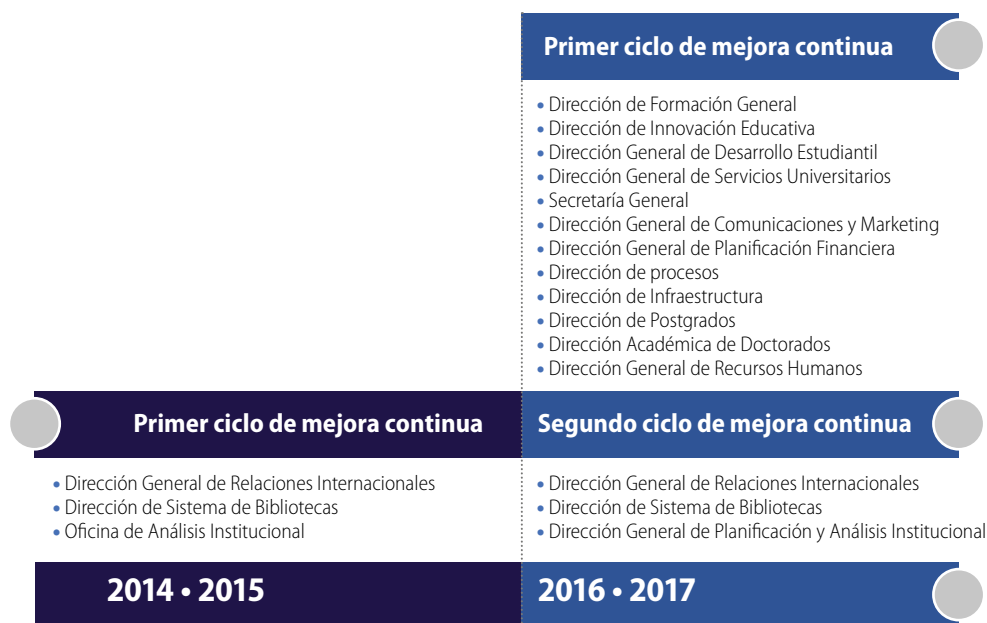 Primer ciclo de mejora continua
• Dirección de Formación General
• Dirección de Innovación Educativa
• Dirección General de Desarrollo Estudiantil
• Dirección General de Servicios Universitarios
• Secretaría General
• Dirección General de Comunicaciones y Marketing
• Dirección General de Planificación Financiera
• Dirección de procesos
• Dirección de Infraestructura
• Dirección de Postgrados
• Dirección Académica de Doctorados
• Dirección General de Recursos Humanos
Primer ciclo de mejora continua
• Dirección General de Relaciones Internacionales
• Dirección de Sistema de Bibliotecas
• Oficina de Análisis Institucional
2014 • 2015
Segundo ciclo de mejora continua
• Dirección General de Relaciones Internacionales
• Dirección de Sistema de Bibliotecas
• Dirección General de Planificación y Análisis Institucional
2016 • 2017